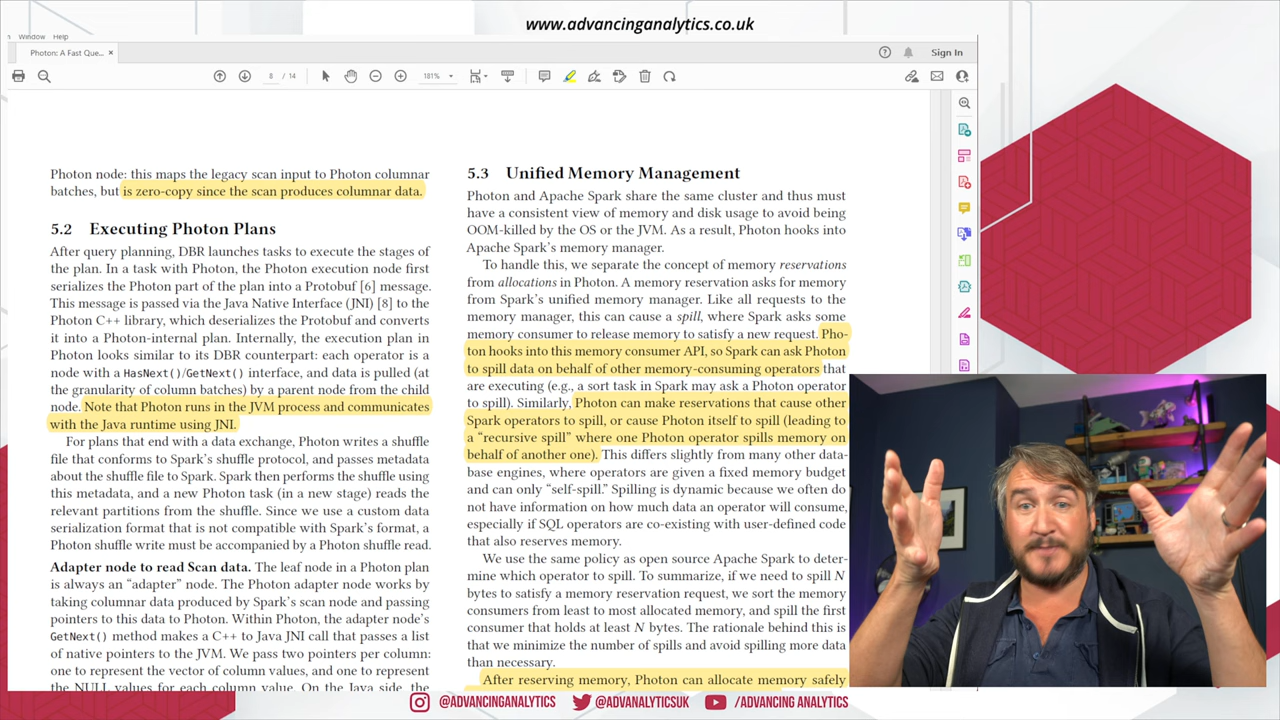 www.advancinganalytics.co.uk
Window Help
Photon: A Fast Que... ×
Sign In
8 / 14
181%
Photon node: this maps the legacy scan input to Photon columnar
batches, but is zero-copy since the scan produces columnar data.
5.2 Executing Photon Plans
After query planning, DBR launches tasks to execute the stages of
the plan. In a task with Photon, the Photon execution node first
serializes the Photon part of the plan into a Protobuf [6] message.
This message is passed via the Java Native Interface (JNI) [8] to the
Photon C++ library, which deserializes the Protobuf and converts
it into a Photon-internal plan. Internally, the execution plan in
Photon looks similar to its DBR counterpart: each operator is a
node with a HasNext()/GetNext() interface, and data is pulled (at
the granularity of column batches) by a parent node from the child
node. Note that Photon runs in the JVM process and communicates
with the Java runtime using JNI.
For plans that end with a data exchange, Photon writes a shuffle
file that conforms to Spark's shuffle protocol, and passes metadata
about the shuffle file to Spark. Spark then performs the shuffle using
this metadata, and a new Photon task (in a new stage) reads the
relevant partitions from the shuffle. Since we use a custom data
serialization format that is not compatible with Spark's format, a
Photon shuffle write must be accompanied by a Photon shuffle read.
Adapter node to read Scan data. The leaf node in a Photon plan
is always an “adapter” node. The Photon adapter node works by
taking columnar data produced by Spark's scan node and passing
pointers to this data to Photon. Within Photon, the adapter node's
GetNext() method makes a C++ to Java JNI call that passes a list
of native pointers to the JVM. We pass two pointers per column:
one to represent the vector of column values, and one to represent
the NULL values for each column value. On the Java side, the
5.3 Unified Memory Management
Photon and Apache Spark share the same cluster and thus must
have a consistent view of memory and disk usage to avoid being
OOM-killed by the OS or the JVM. As a result, Photon hooks into
Apache Spark's memory manager.
To handle this, we separate the concept of memory reservations
from allocations in Photon. A memory reservation asks for memory
from Spark's unified memory manager. Like all requests to the
memory manager, this can cause a spill, where Spark asks some
memory consumer to release memory to satisfy a new request. Pho-
ton hooks into this memory consumer API, so Spark can ask Photon
to spill data on behalf of other memory-consuming operators that
are executing (e.g., a sort task in Spark may ask a Photon operator
to spill). Similarly, Photon can make reservations that cause other
Spark operators to spill, or cause Photon itself to spill (leading to
a “recursive spill” where one Photon operator spills memory on
behalf of another one). This differs slightly from many other data-
base engines, where operators are given a fixed memory budget
and can only “self-spill.” Spilling is dynamic because we often do
not have information on how much data an operator will consume,
especially if SQL operators are co-existing with user-defined code
that also reserves memory.
We use the same policy as open source Apache Spark to deter-
mine which operator to spill. To summarize, if we need to spill N
bytes to satisfy a memory reservation request, we sort the memory
consumers from least to most allocated memory, and spill the first
consumer that holds at least N bytes. The rationale behind this is
that we minimize the number of spills and avoid spilling more data
than necessary.
After reserving memory, Photon can allocate memory safely
@ADVANCINGANALYTICS @ADVANALYTICSUK /ADVANCING ANALYTICS